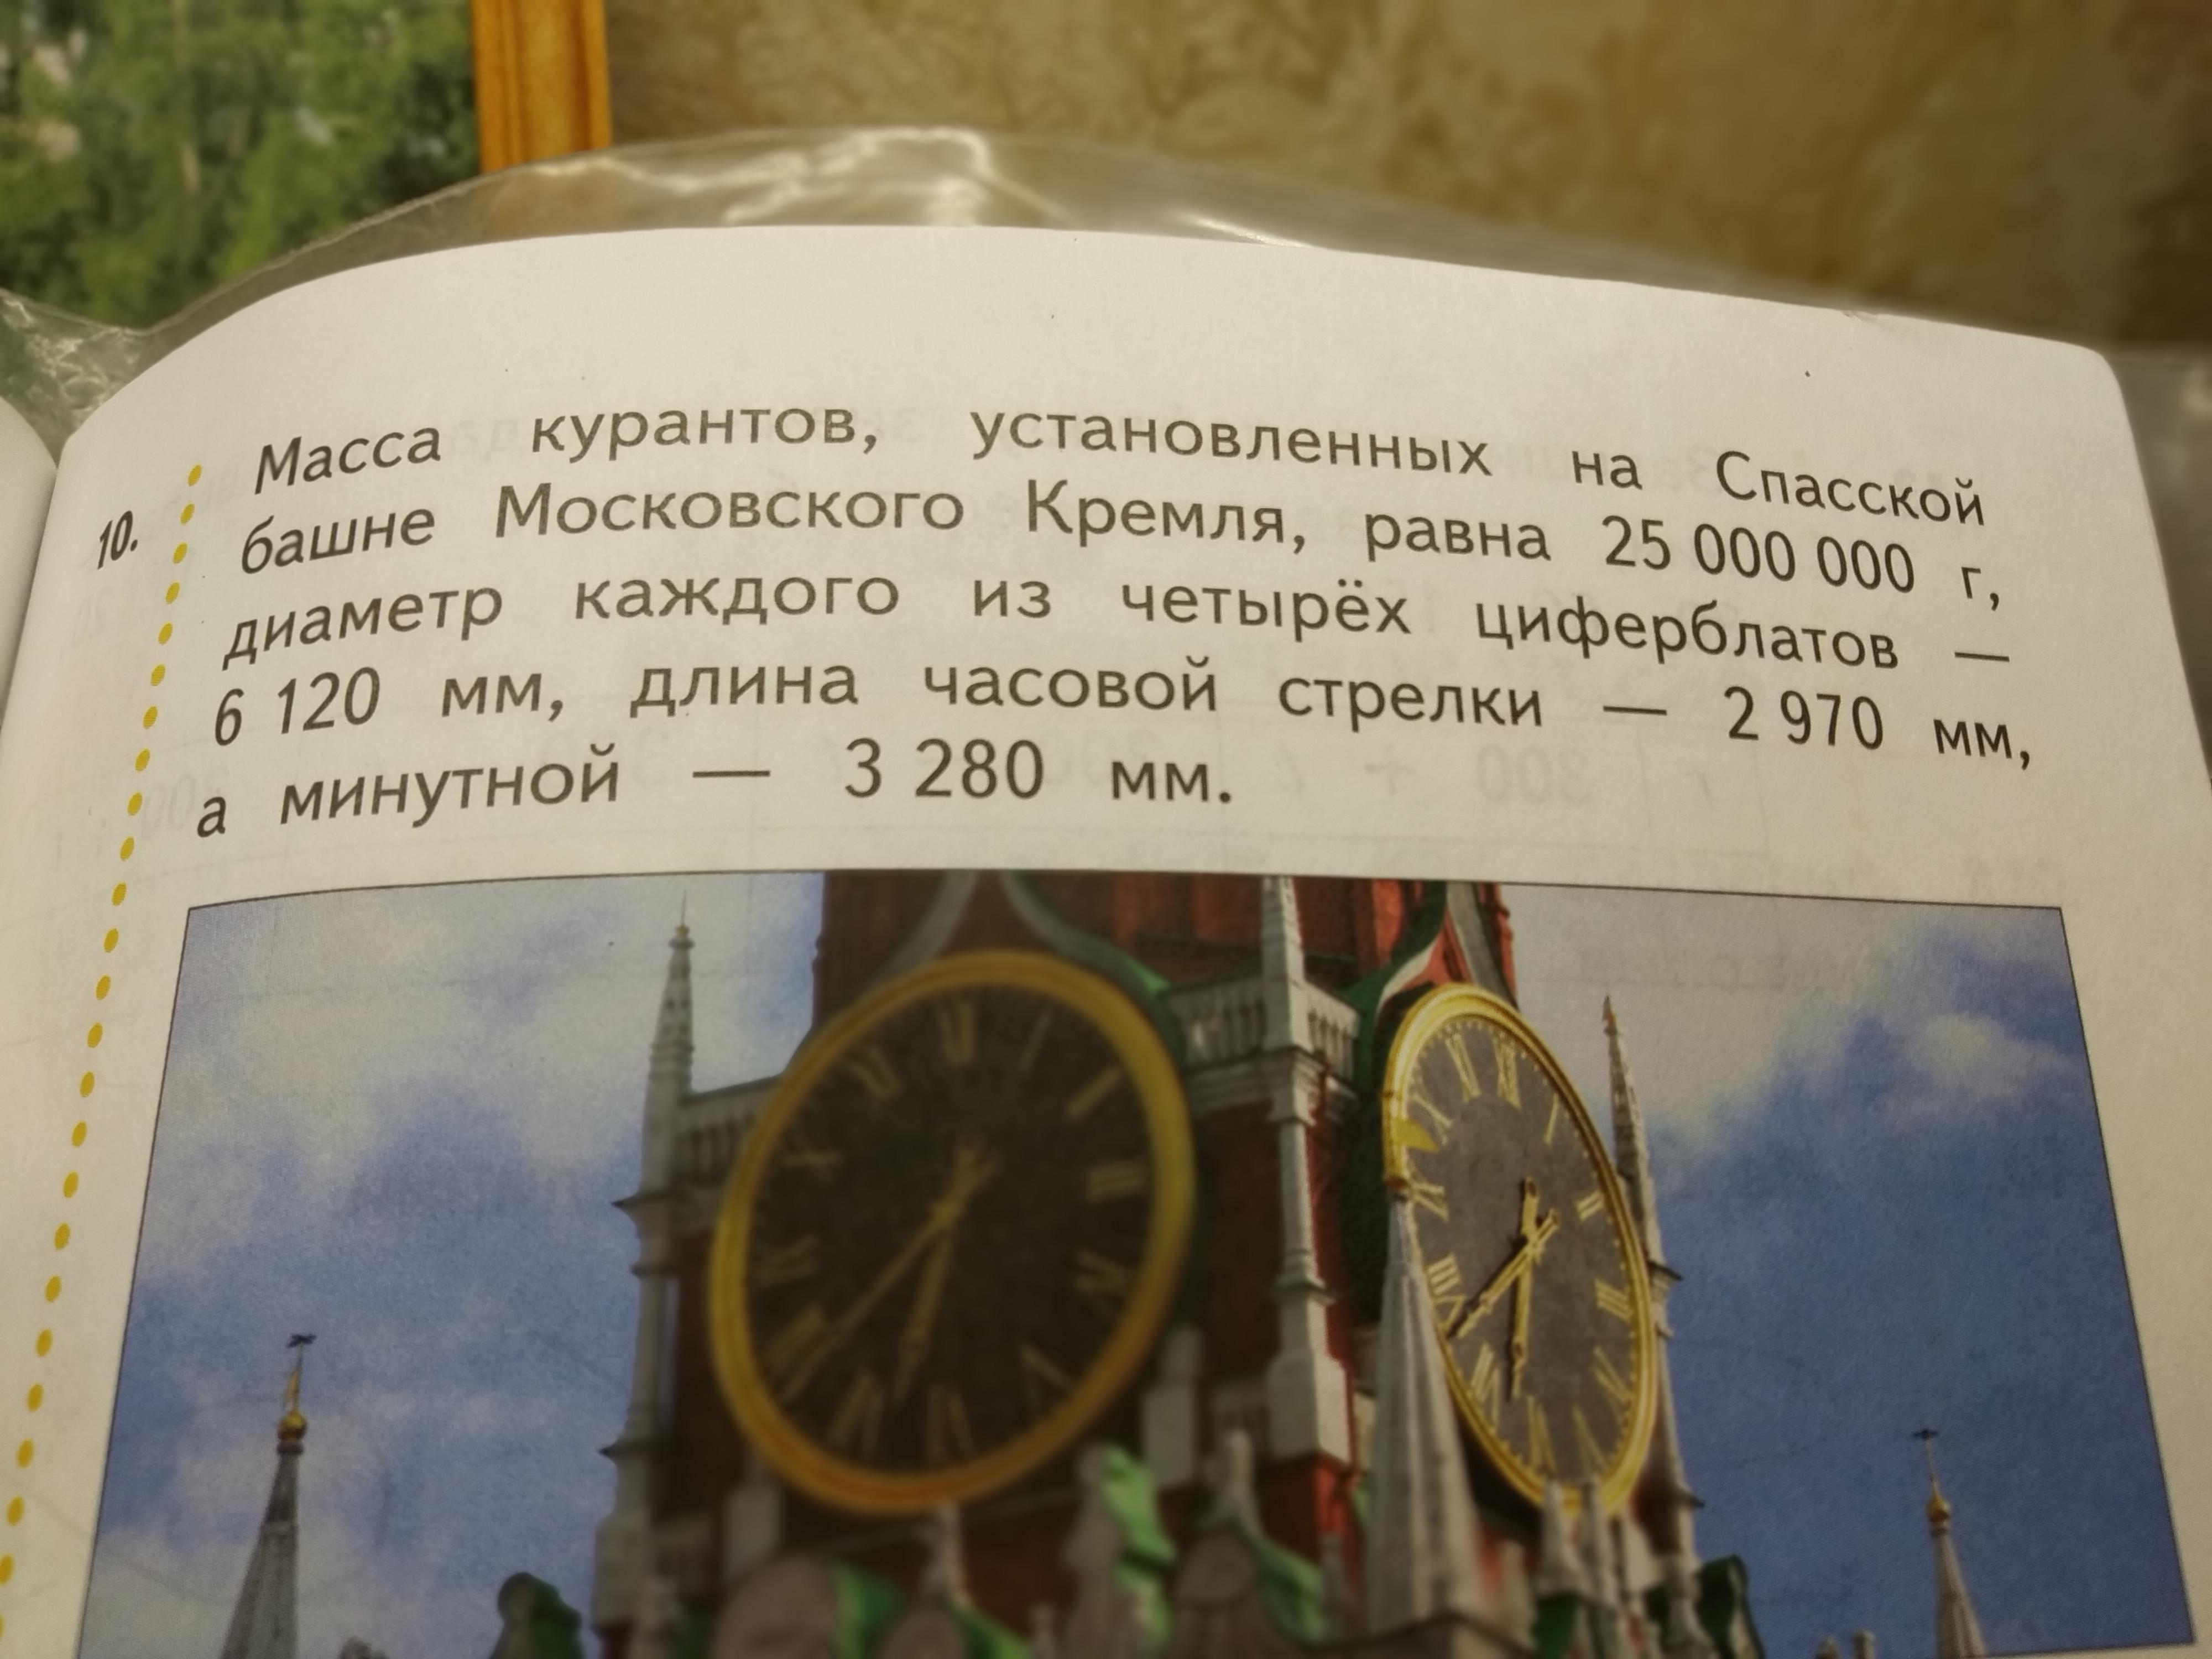 10. Масса курантов, установленных на Спасской
башне Московского Кремля, равна 25 000 000 г,
диаметр каждого из четырёх циферблатов —
6 120 мм, длина часовой стрелки — 2 970 мм,
а минутной — 3 280 мм.